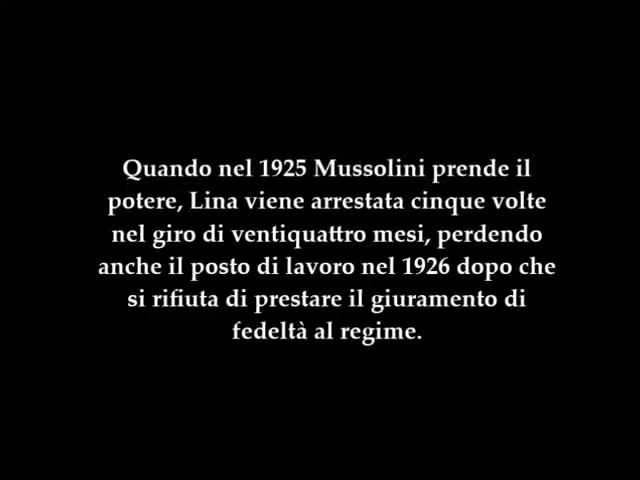 Quando nel 1925 Mussolini prende il
potere, Lina viene arrestata cinque volte
nel giro di ventiquattro mesi, perdendo
anche il posto di lavoro nel 1926 dopo che
si rifiuta di prestare il giuramento di
fedeltà al regime.